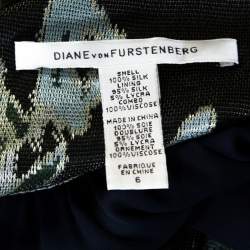 DIANE VON FURSTENBERG
SHELL
100% SILK
LINING
95% SILK
5% LYCRA
COMBO
100%VISCOSE
MADE IN CHINA
100% SOIE
DOUBLURE
95% SOIE
5% LYCRA
ORNEMENT
100%VISCOSE
FABRIQUE
EN CHINE
6